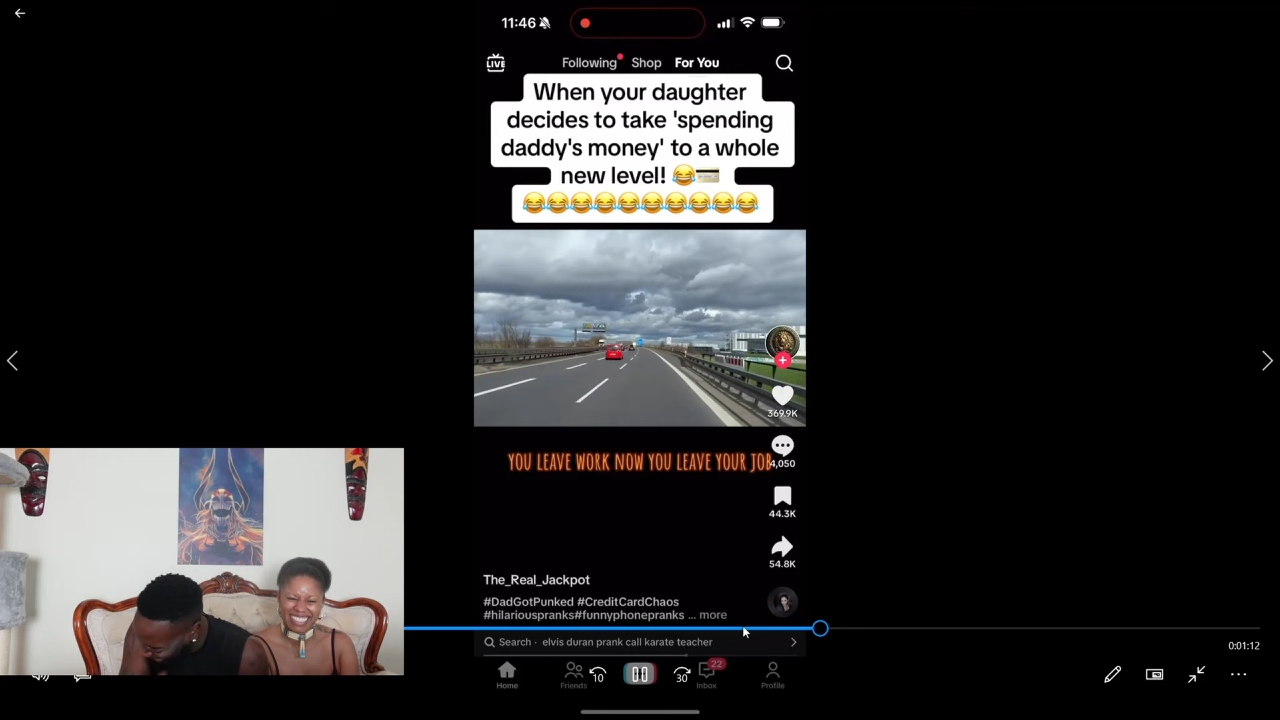 11:46
LIVE
Following Shop For You
When your daughter
decides to take 'spending
daddy's money' to a whole
new level! 😂💳
😂😂😂😂😂😂😂😂😂😂
369.9K
YOU LEAVE WORK NOW YOU LEAVE YOUR JOB
4,050
44.3K
54.8K
The_Real_Jackpot
#DadGotPunked #CreditCardChaos
#hilariouspranks#funnyphonepranks ... more
Search · elvis duran prank call karate teacher
0:01:12
10
30
22
Home Friends Inbox Profile